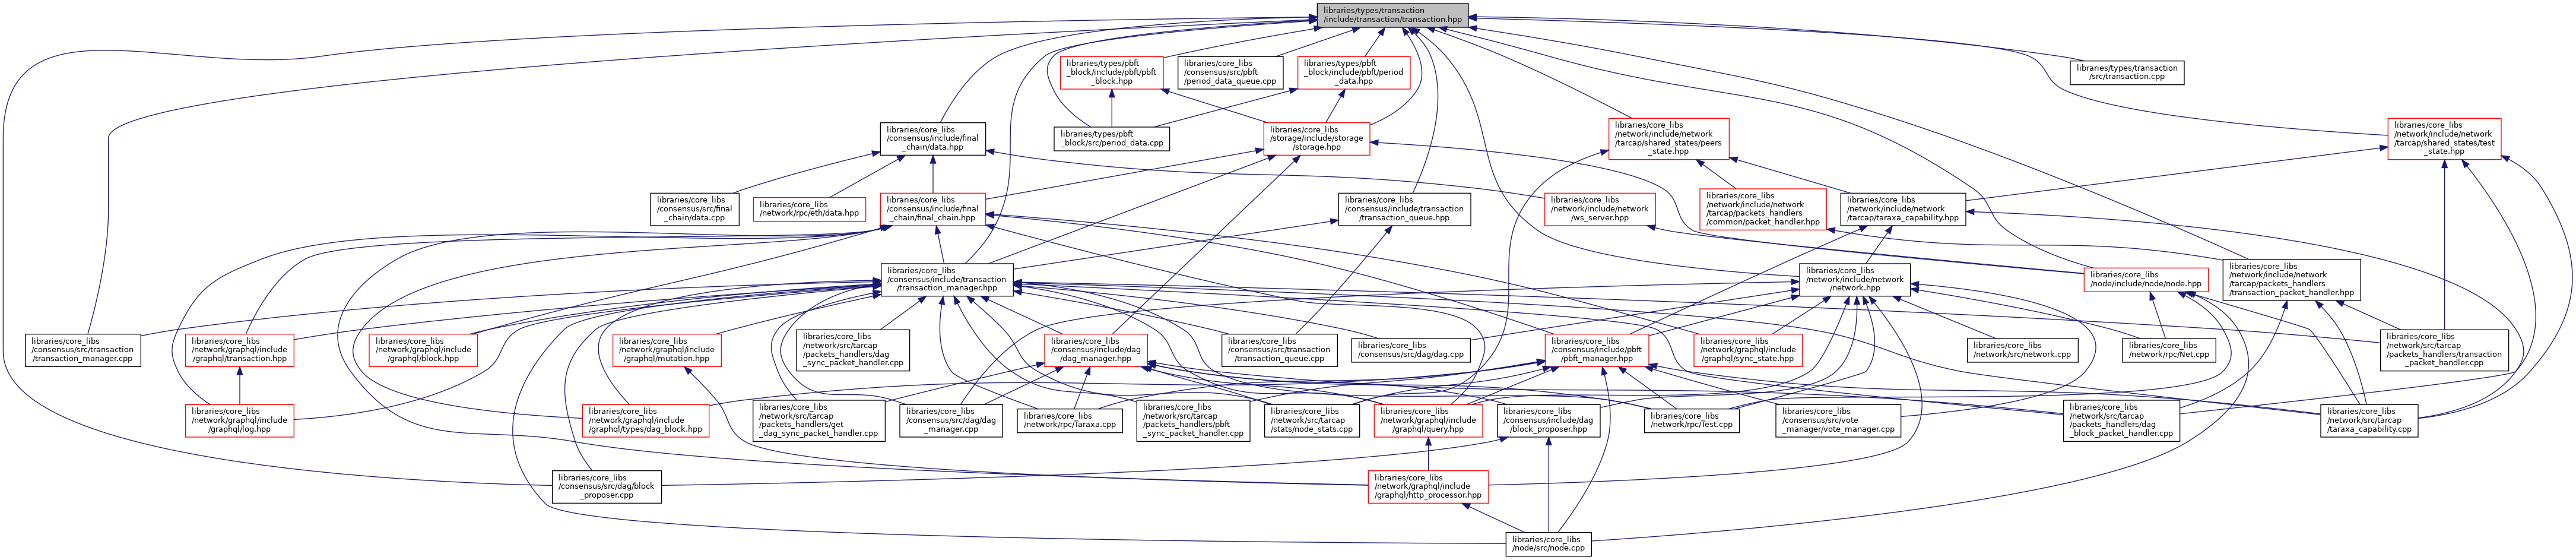 libraries/types/transaction
/include/transaction/transaction.hpp
libraries/types/pbft
_block/include/pbft/pbft
_block.hpp
libraries/core_libs
/consensus/src/pbft
/period_data_queue.cpp
libraries/types/pbft
_block/include/pbft/period
_data.hpp
libraries/types/transaction
/src/transaction.cpp
libraries/core_libs
/consensus/include/final
_chain/data.hpp
libraries/types/pbft
_block/src/period_data.cpp
libraries/core_libs
/storage/include/storage
/storage.hpp
libraries/core_libs
/network/include/network
/tarcap/shared_states/peers
_state.hpp
libraries/core_libs
/network/include/network
/tarcap/shared_states/test
_state.hpp
libraries/core_libs
/consensus/src/final
_chain/data.cpp
libraries/core_libs
/network/rpc/eth/data.hpp
libraries/core_libs
/consensus/include/final
_chain/final_chain.hpp
libraries/core_libs
/consensus/include/transaction
/transaction_queue.hpp
libraries/core_libs
/network/include/network
/ws_server.hpp
libraries/core_libs
/network/include/network
/tarcap/packets_handlers
/common/packet_handler.hpp
libraries/core_libs
/network/include/network
/tarcap/taraxa_capability.hpp
libraries/core_libs
/consensus/include/transaction
/transaction_manager.hpp
libraries/core_libs
/network/include/network
/network.hpp
libraries/core_libs
/node/include/node/node.hpp
libraries/core_libs
/network/include/network
/tarcap/packets_handlers
/transaction_packet_handler.hpp
libraries/core_libs
/consensus/src/transaction
/transaction_manager.cpp
libraries/core_libs
/network/graphql/include
/graphql/transaction.hpp
libraries/core_libs
/network/graphql/include
/graphql/block.hpp
libraries/core_libs
/network/graphql/include
/graphql/mutation.hpp
libraries/core_libs
/network/src/tarcap
/packets_handlers/dag
_sync_packet_handler.cpp
libraries/core_libs
/consensus/include/dag
/dag_manager.hpp
libraries/core_libs
/consensus/src/transaction
/transaction_queue.cpp
libraries/core_libs
/consensus/src/dag/dag.cpp
libraries/core_libs
/consensus/include/pbft
/pbft_manager.hpp
libraries/core_libs
/network/graphql/include
/graphql/sync_state.hpp
libraries/core_libs
/network/src/network.cpp
libraries/core_libs
/network/rpc/Net.cpp
libraries/core_libs
/network/src/tarcap
/packets_handlers/transaction
_packet_handler.cpp
libraries/core_libs
/network/graphql/include
/graphql/log.hpp
libraries/core_libs
/network/graphql/include
/graphql/types/dag_block.hpp
libraries/core_libs
/network/src/tarcap
/packets_handlers/get
_dag_sync_packet_handler.cpp
libraries/core_libs
/consensus/src/dag/dag
_manager.cpp
libraries/core_libs
/network/rpc/Taraxa.cpp
libraries/core_libs
/network/src/tarcap
/packets_handlers/pbft
_sync_packet_handler.cpp
libraries/core_libs
/network/src/tarcap
/stats/node_stats.cpp
libraries/core_libs
/network/graphql/include
/graphql/query.hpp
libraries/core_libs
/consensus/include/dag
/block_proposer.hpp
libraries/core_libs
/network/rpc/Test.cpp
libraries/core_libs
/consensus/src/vote
_manager/vote_manager.cpp
libraries/core_libs
/network/src/tarcap
/packets_handlers/dag
_block_packet_handler.cpp
libraries/core_libs
/network/src/tarcap
/taraxa_capability.cpp
libraries/core_libs
/consensus/src/dag/block
_proposer.cpp
libraries/core_libs
/network/graphql/include
/graphql/http_processor.hpp
libraries/core_libs
/node/src/node.cpp